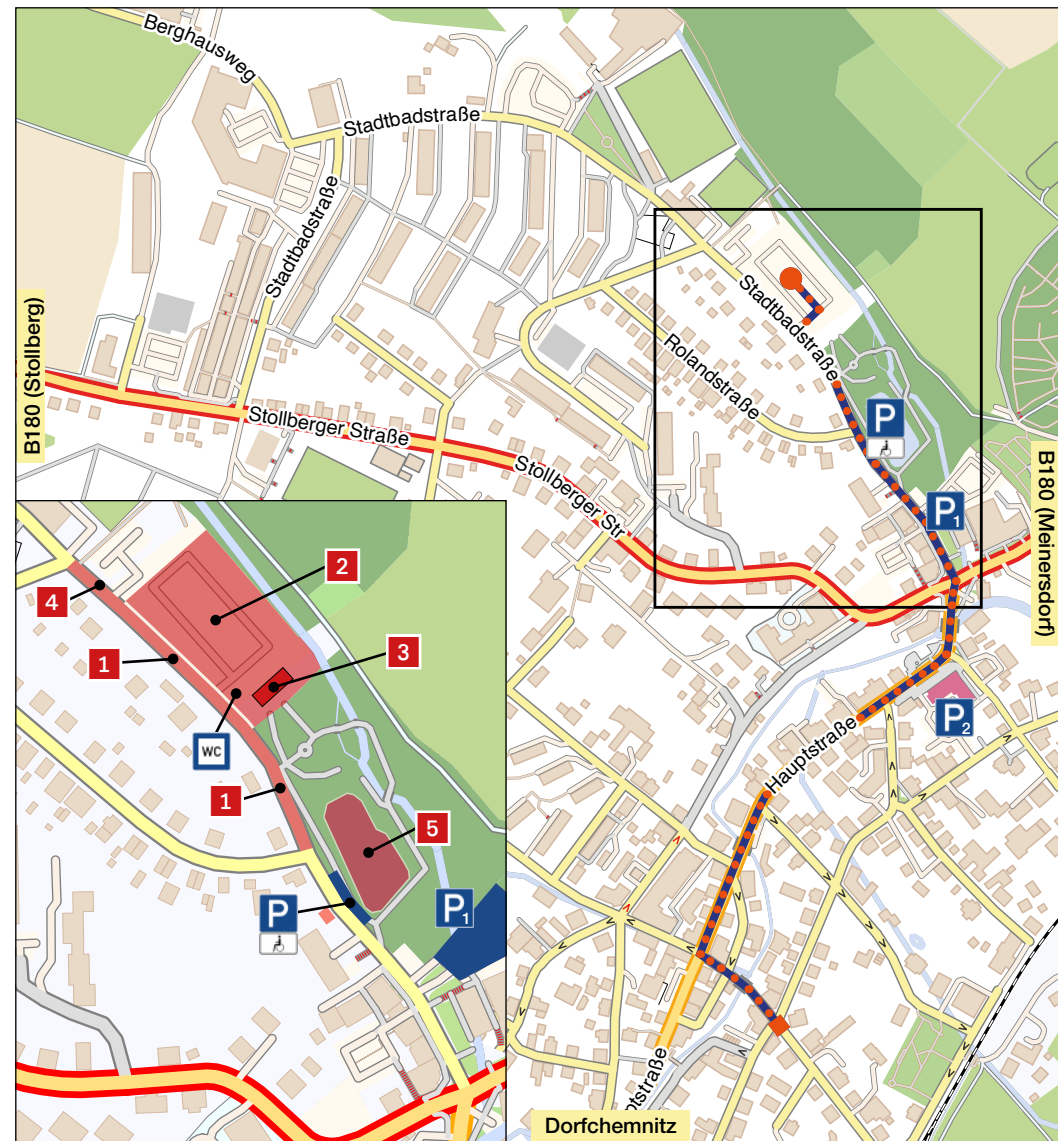 Berghausweg
Stadtbadstraße
Stadtbadstraße
Stadtbadstraße
Rolandstraße
B180 (Stollberg)
Stollberger Straße
Stollberger Str
P
P1
B180 (Meinersdorf)
P2
Hauptstraße
ptstraße
Dorfchemnitz
2
4
1
3
WC
1
5
P
P1